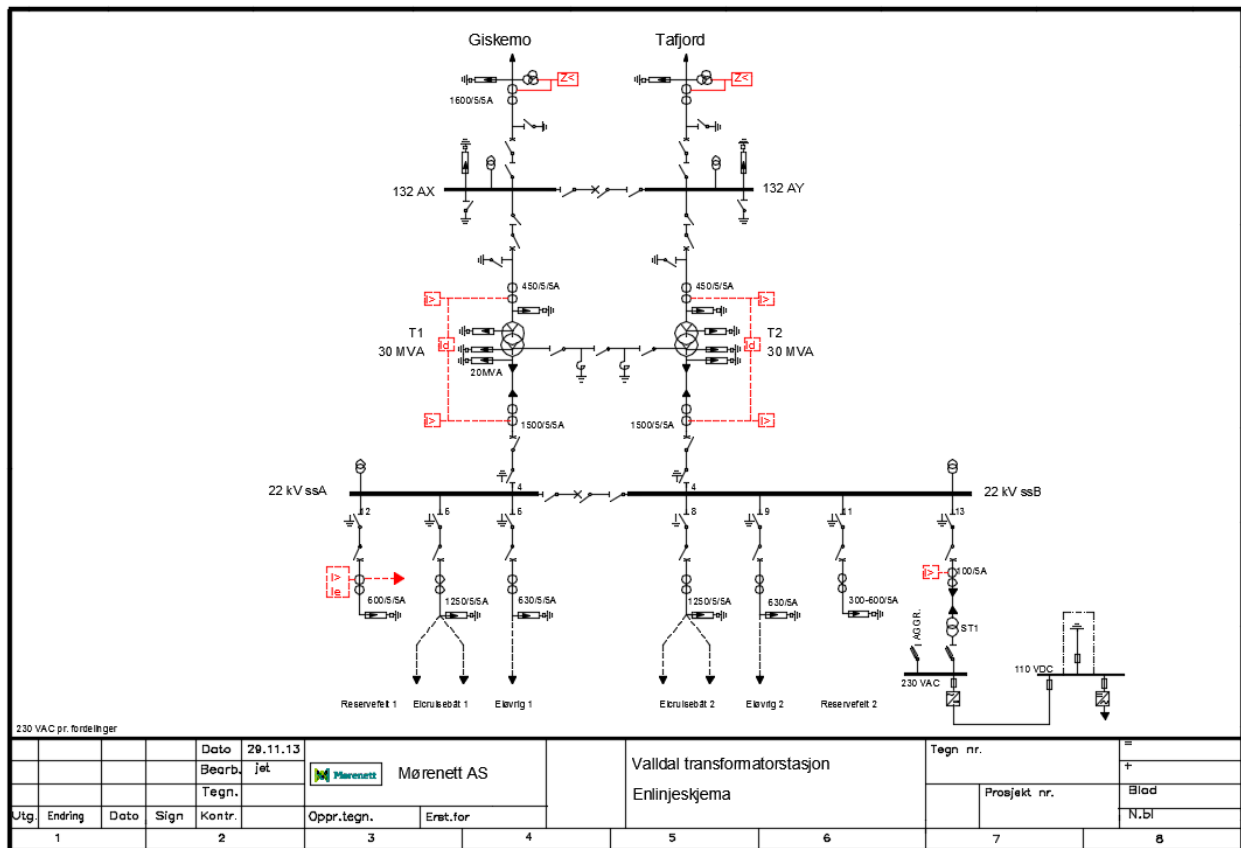 Giskemo Tafjord
Z< Z<
1600/5/5A
132 AX 132 AY
450/5/5A 450/5/5A
I> I>
T1 T2
Id Id
30 MVA 30 MVA
20MVA
I> I>
1500/5/5A 1500/5/5A
22 kV ssA 4 4 22 kV ssB
12 6 6 8 9 11 13
I> I> 100/5A
Ie
600/5/5A 1250/5/5A 630/5/5A 1250/5/5A 630/5A 300-600/5A
ST1
AGGR.
230 VAC 110 VDC
Reservefelt 1 Elcruisebåt 1 Eløvrig 1 Elcruisebåt 2 Eløvrig 2 Reservefelt 2
230 VAC pr. fordelinger
Dato 29.11.13
Bearb. jet
Tegn.
Utg. Endring Dato Sign Kontr.
Mørenett Mørenett AS
Oppr.tegn. Erst.for
Valldal transformatorstasjon
Enlinjeskjema
Tegn nr. =
+
Prosjekt nr. Blad
N.bl
1 2 3 4 5 6 7 8